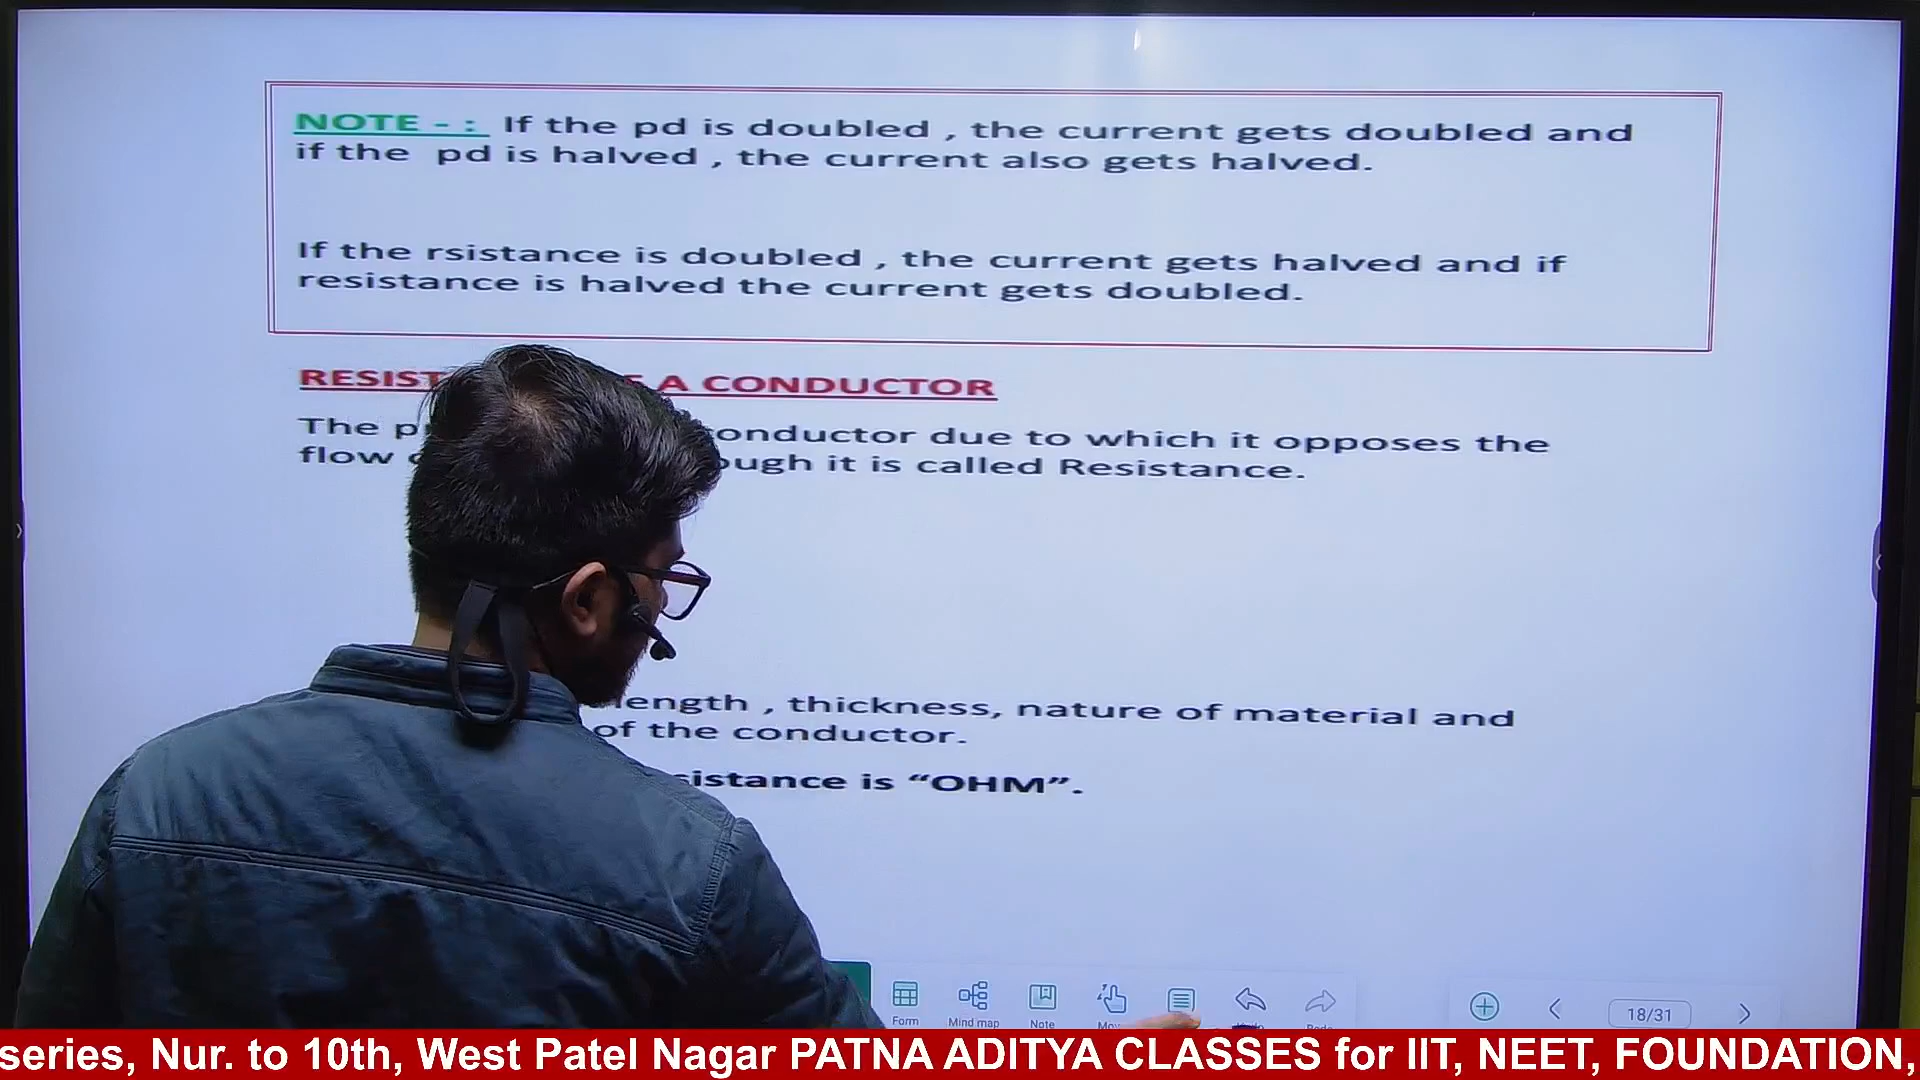 NOTE - : If the pd is doubled , the current gets doubled and
if the pd is halved , the current also gets halved.
If the rsistance is doubled , the current gets halved and if
resistance is halved the current gets doubled.
A CONDUCTOR
The onductor due to which it opposes the
flow ough it is called Resistance.
length , thickness, nature of material and
of the conductor.
sistance is “OHM”.
Form Mind map Note
18/31
series, Nur. to 10th, West Patel Nagar PATNA ADITYA CLASSES for IIT, NEET, FOUNDATION,